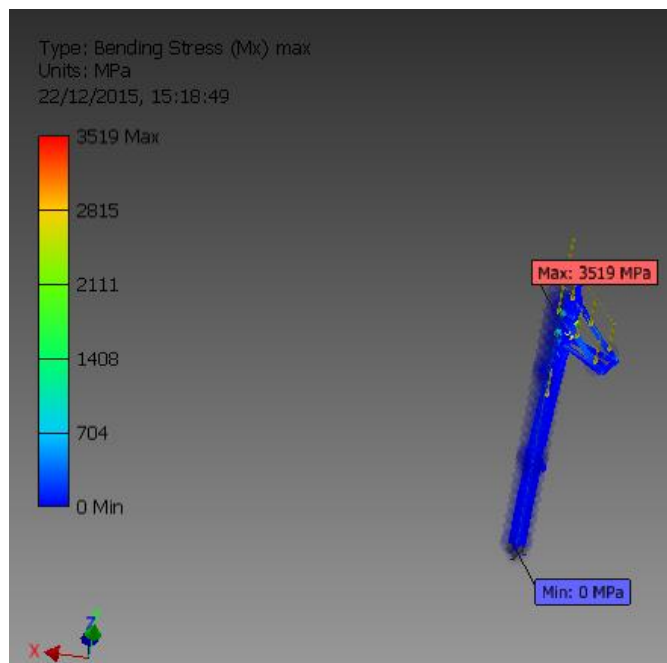 Type: Bending Stress (Mx) max
Units: MPa
22/12/2015, 15:18:49
3519 Max
2815
2111
1408
704
0 Min
Max: 3519 MPa
Min: 0 MPa
Z
X